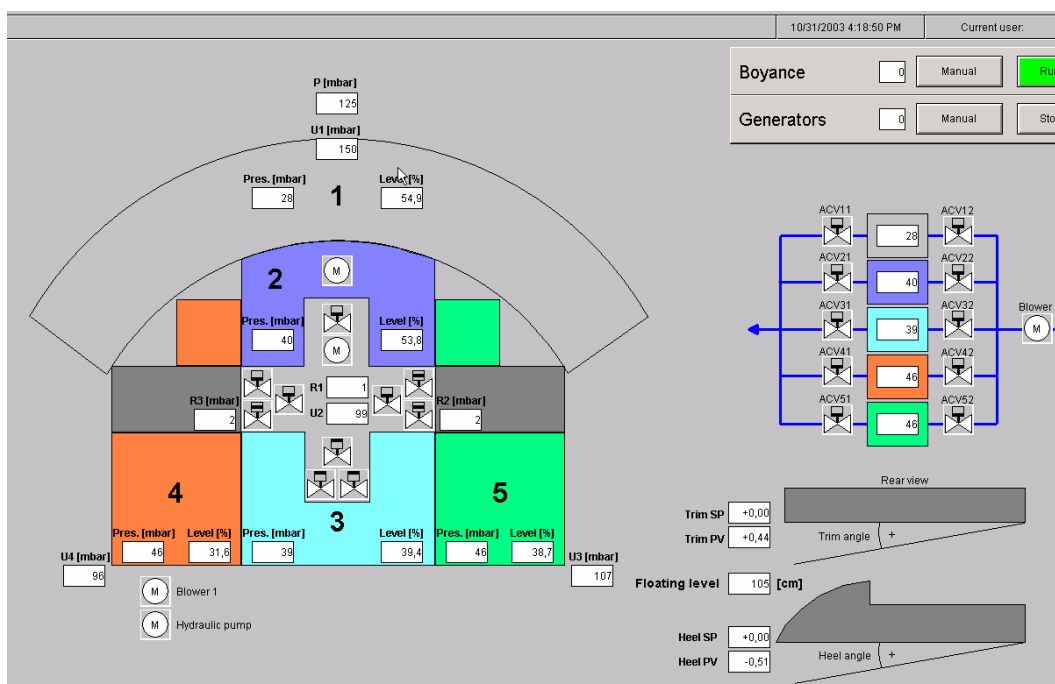 10/31/2003 4:18:50 PM Current user:
Boyance 0 Manual Ru
Generators 0 Manual Sto
P [mbar]
125
U1 [mbar]
150
Pres. [mbar] 1 Level [%]
28 54,9
2 M
Pres. [mbar] Level [%]
40 53,8
M
R1 1
R3 [mbar] U2 99 R2 [mbar]
2 2
4 3 5
Pres. [mbar] Level [%] Pres. [mbar] Level [%] Pres. [mbar] Level [%]
46 31,6 39 39,4 46 38,7
U4 [mbar] U3 [mbar]
96 107
M Blower 1
M Hydraulic pump
ACV11 ACV12
28
ACV21 ACV22
40
ACV31 ACV32 Blower
39 M
ACV41 ACV42
46
ACV51 ACV52
46
Rear view
Trim SP +0,00
Trim PV +0,44 Trim angle +
Floating level 105 [cm]
Heel SP +0,00
Heel PV -0,51 Heel angle +